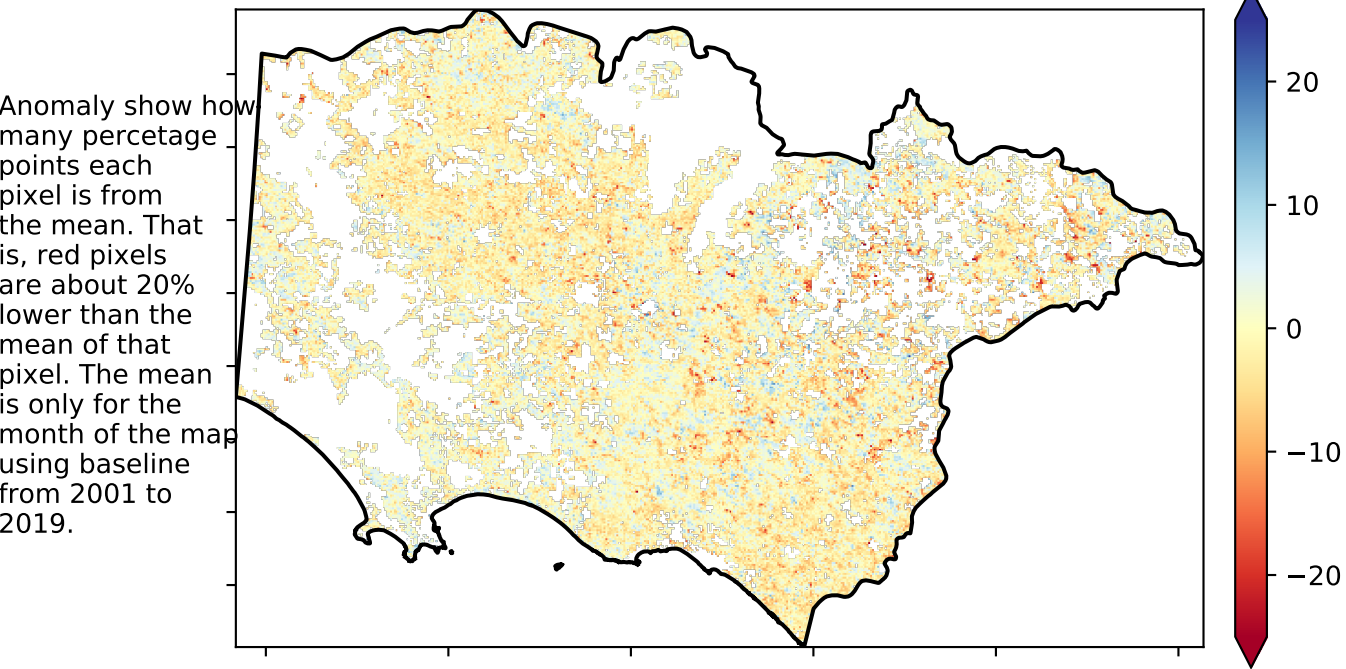 Anomaly show how
many percetage
points each
pixel is from
the mean. That
is, red pixels
are about 20%
lower than the
mean of that
pixel. The mean
is only for the
month of the map
using baseline
from 2001 to
2019.
20
10
0
−10
−20